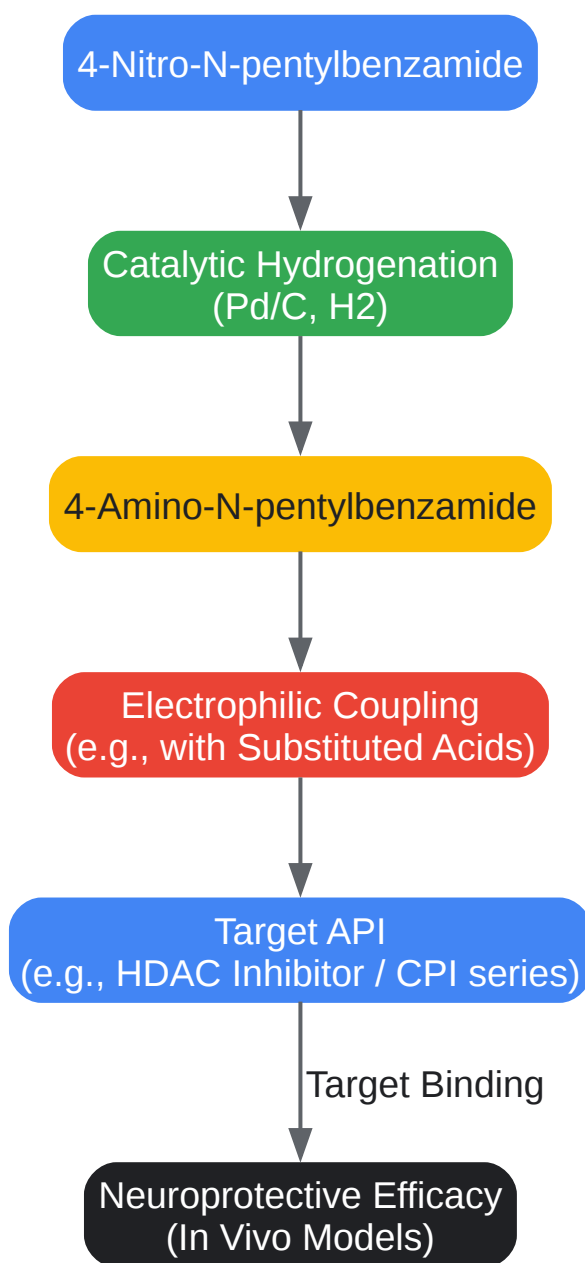 4-Nitro-N-pentylbenzamide
Catalytic Hydrogenation
(Pd/C, H2)
4-Amino-N-pentylbenzamide
Electrophilic Coupling
(e.g., with Substituted Acids)
Target API
(e.g., HDAC Inhibitor / CPI series)
Target Binding
Neuroprotective Efficacy
(In Vivo Models)